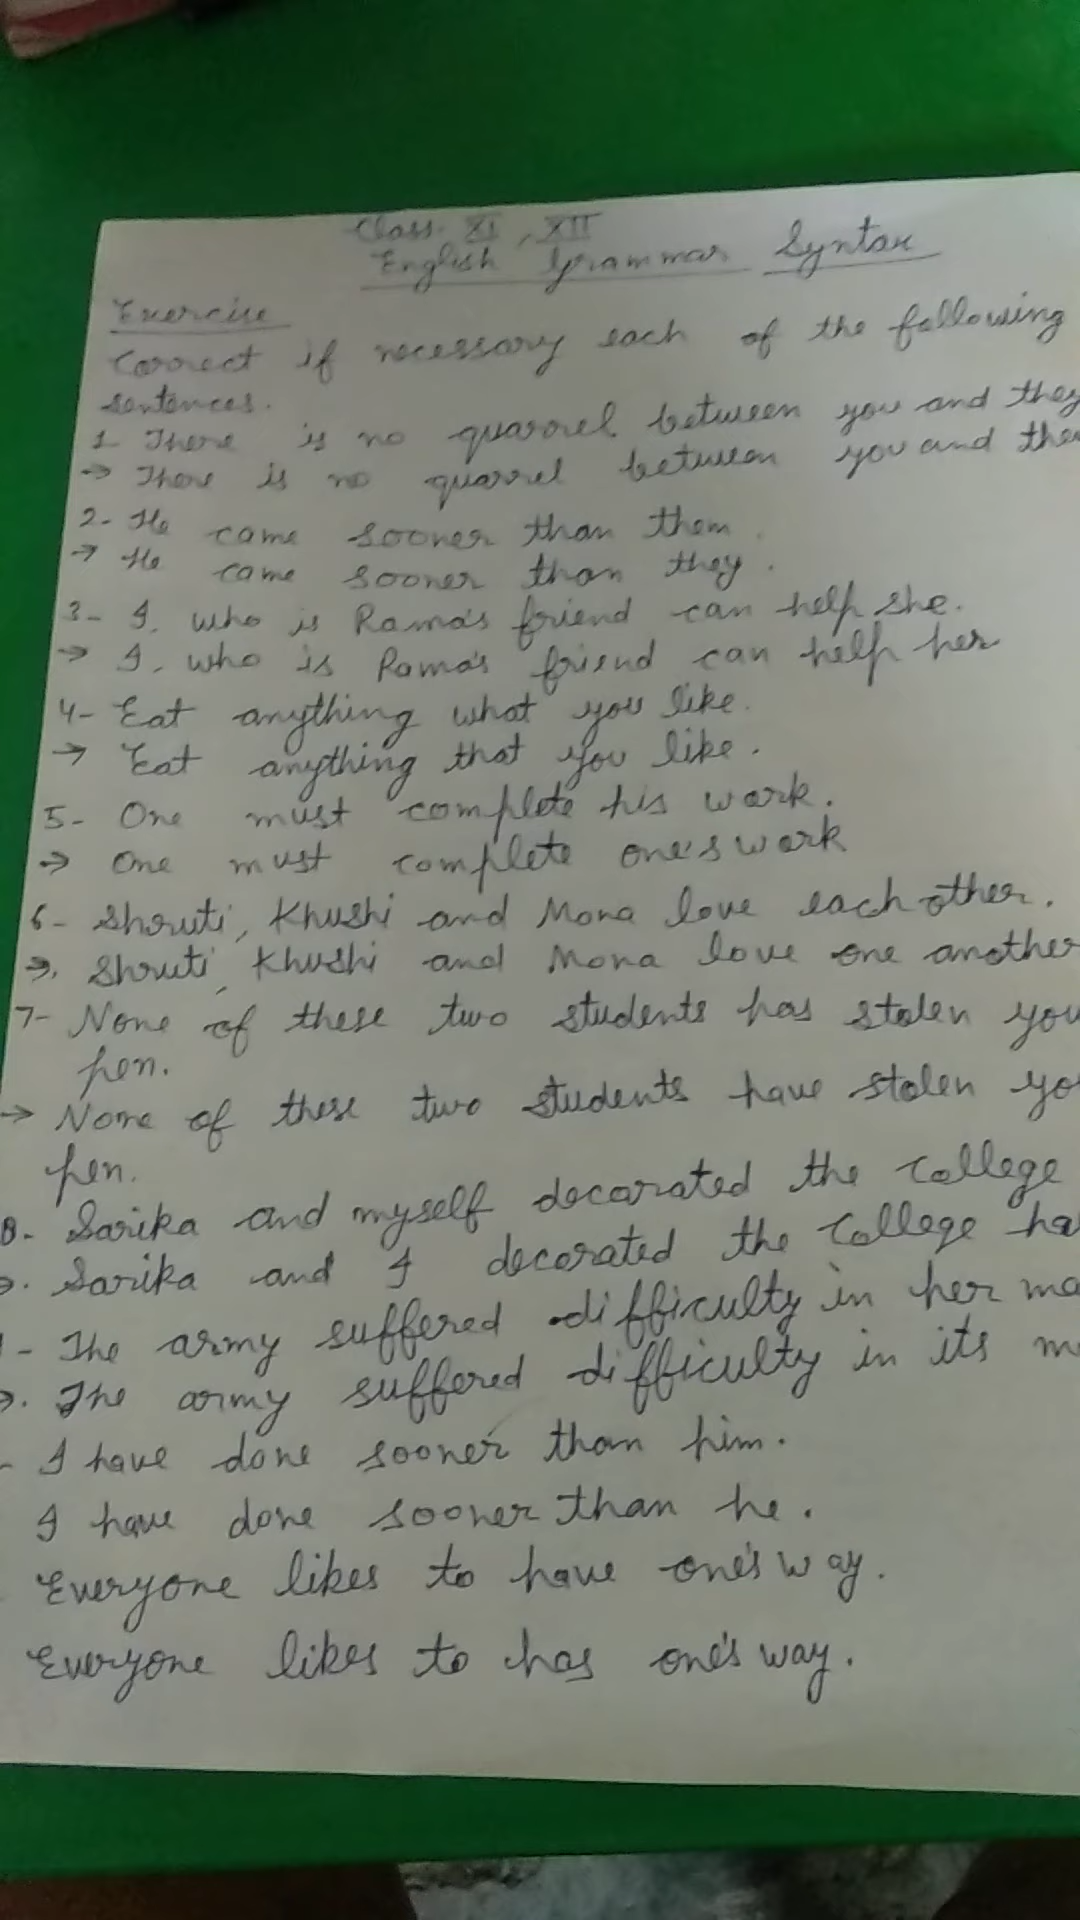 Class. XI, XII
English Grammar Syntax
Exercise
Correct if necessary each of the following
sentences.
1. There is no quarrel between you and they
→ There is no quarrel between you and
2- He came sooner than them.
→ He came sooner than they.
3- I, who is Rama's friend can help she.
→ I, who is Rama's friend can help her
4- Eat anything what you like.
→ Eat anything that you like.
5- One must complete his work.
→ One must complete one's work
6- Shruti, Khushi and Mona love each other.
→. Shruti, Khushi and Mona love one another
7- None of these two students has stolen
pen.
→ None of these two students have stolen
pen.
8- Sarika and myself decorated the College
→. Sarika and I decorated the College
- The army suffered difficulty in her
→. The army suffered difficulty in its
- I have done sooner than him.
I have done sooner than he.
Everyone likes to have one's way.
Everyone likes to has one's way.